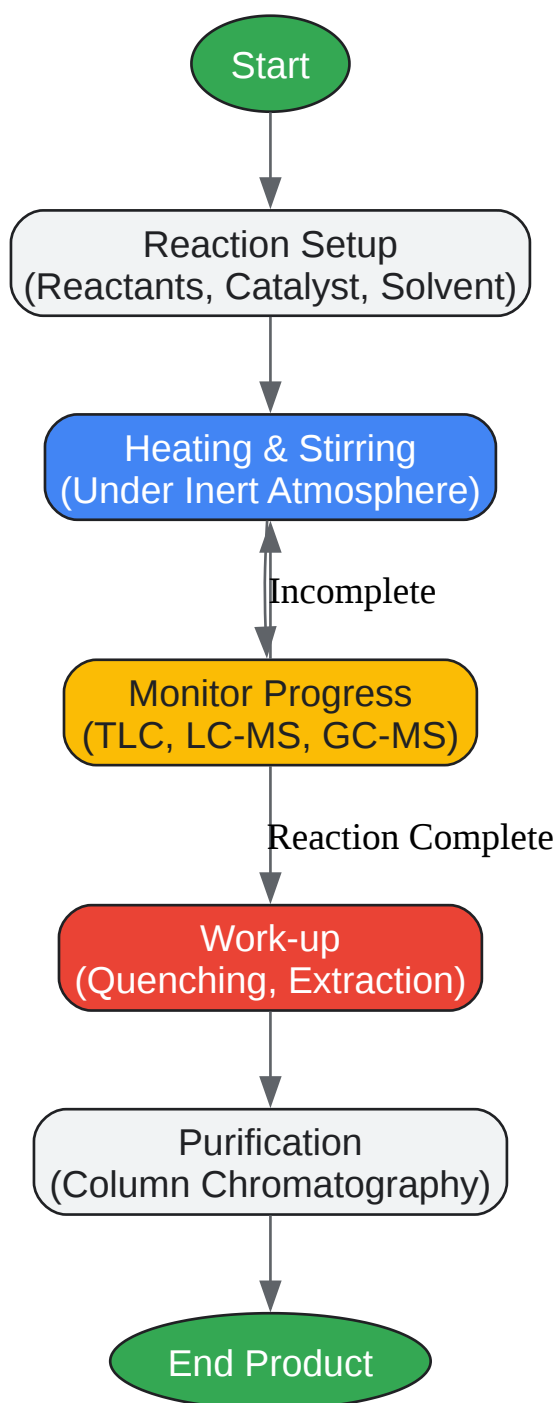 Start
Reaction Setup
(Reactants, Catalyst, Solvent)
Heating & Stirring
(Under Inert Atmosphere)
Incomplete
Monitor Progress
(TLC, LC-MS, GC-MS)
Reaction Complete
Work-up
(Quenching, Extraction)
Purification
(Column Chromatography)
End Product